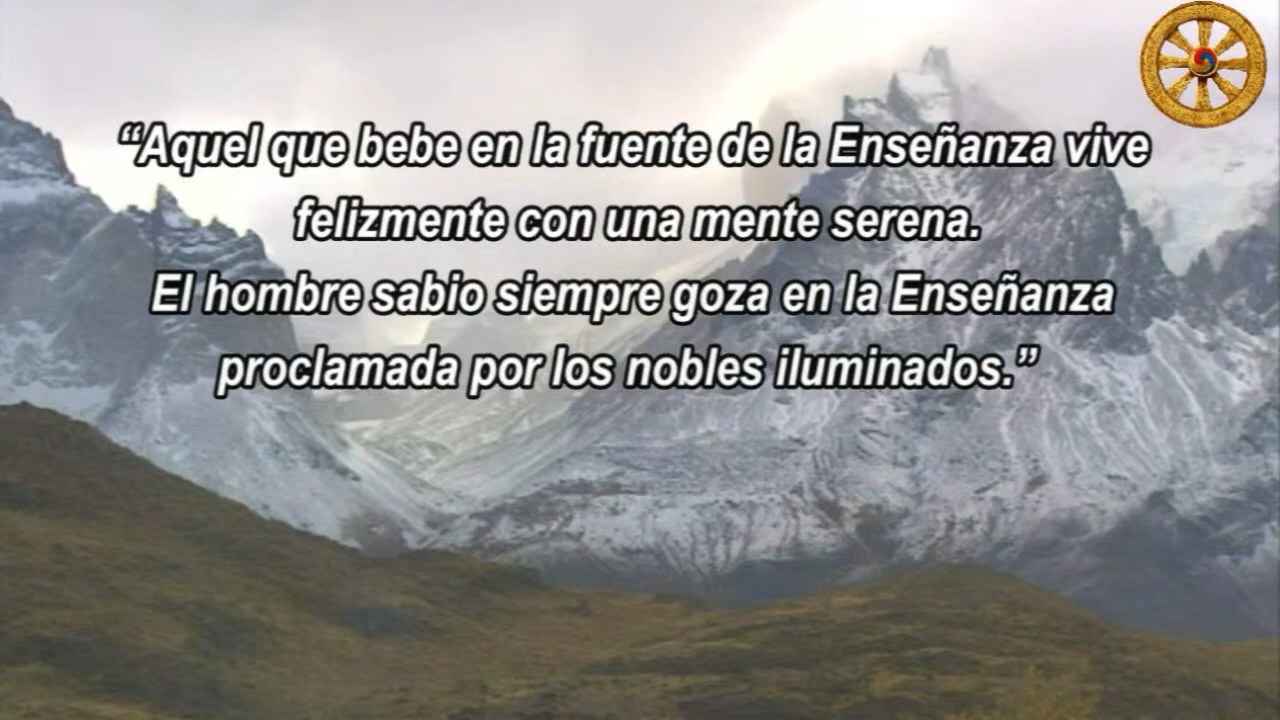 “Aquel que bebe en la fuente de la Enseñanza vive
felizmente con una mente serena.
El hombre sabio siempre goza en la Enseñanza
proclamada por los nobles iluminados.”